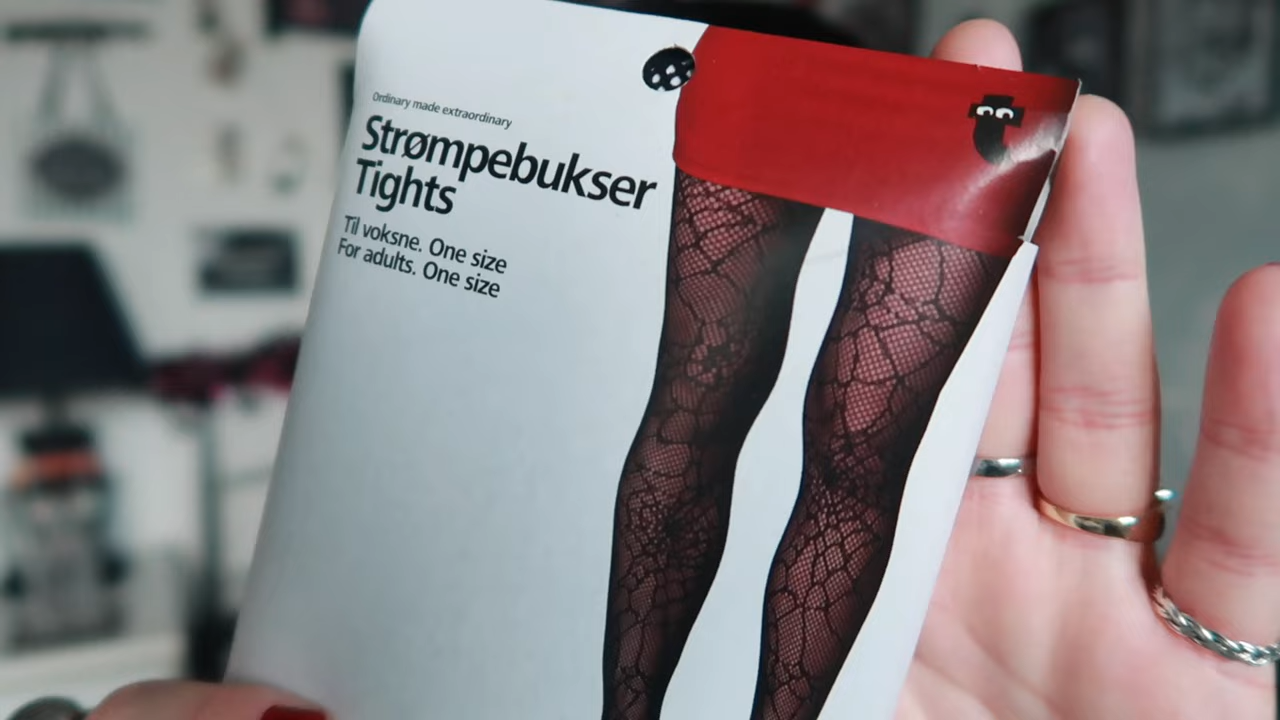 Ordinary made extraordinary
Strømpebukser
Tights
Til voksne. One size
For adults. One size